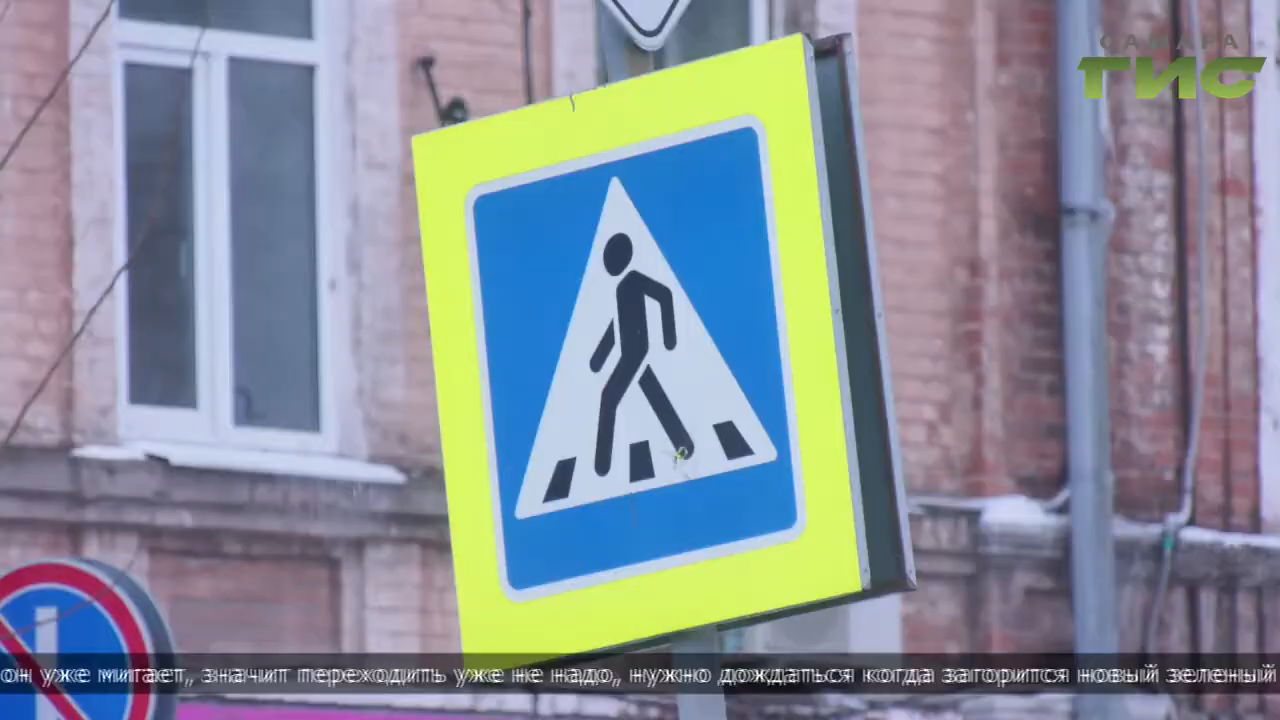 САМАРА
ГИС
он уже мигает, значит переходить уже не надо, нужно дождаться когда загорится новый зеленый